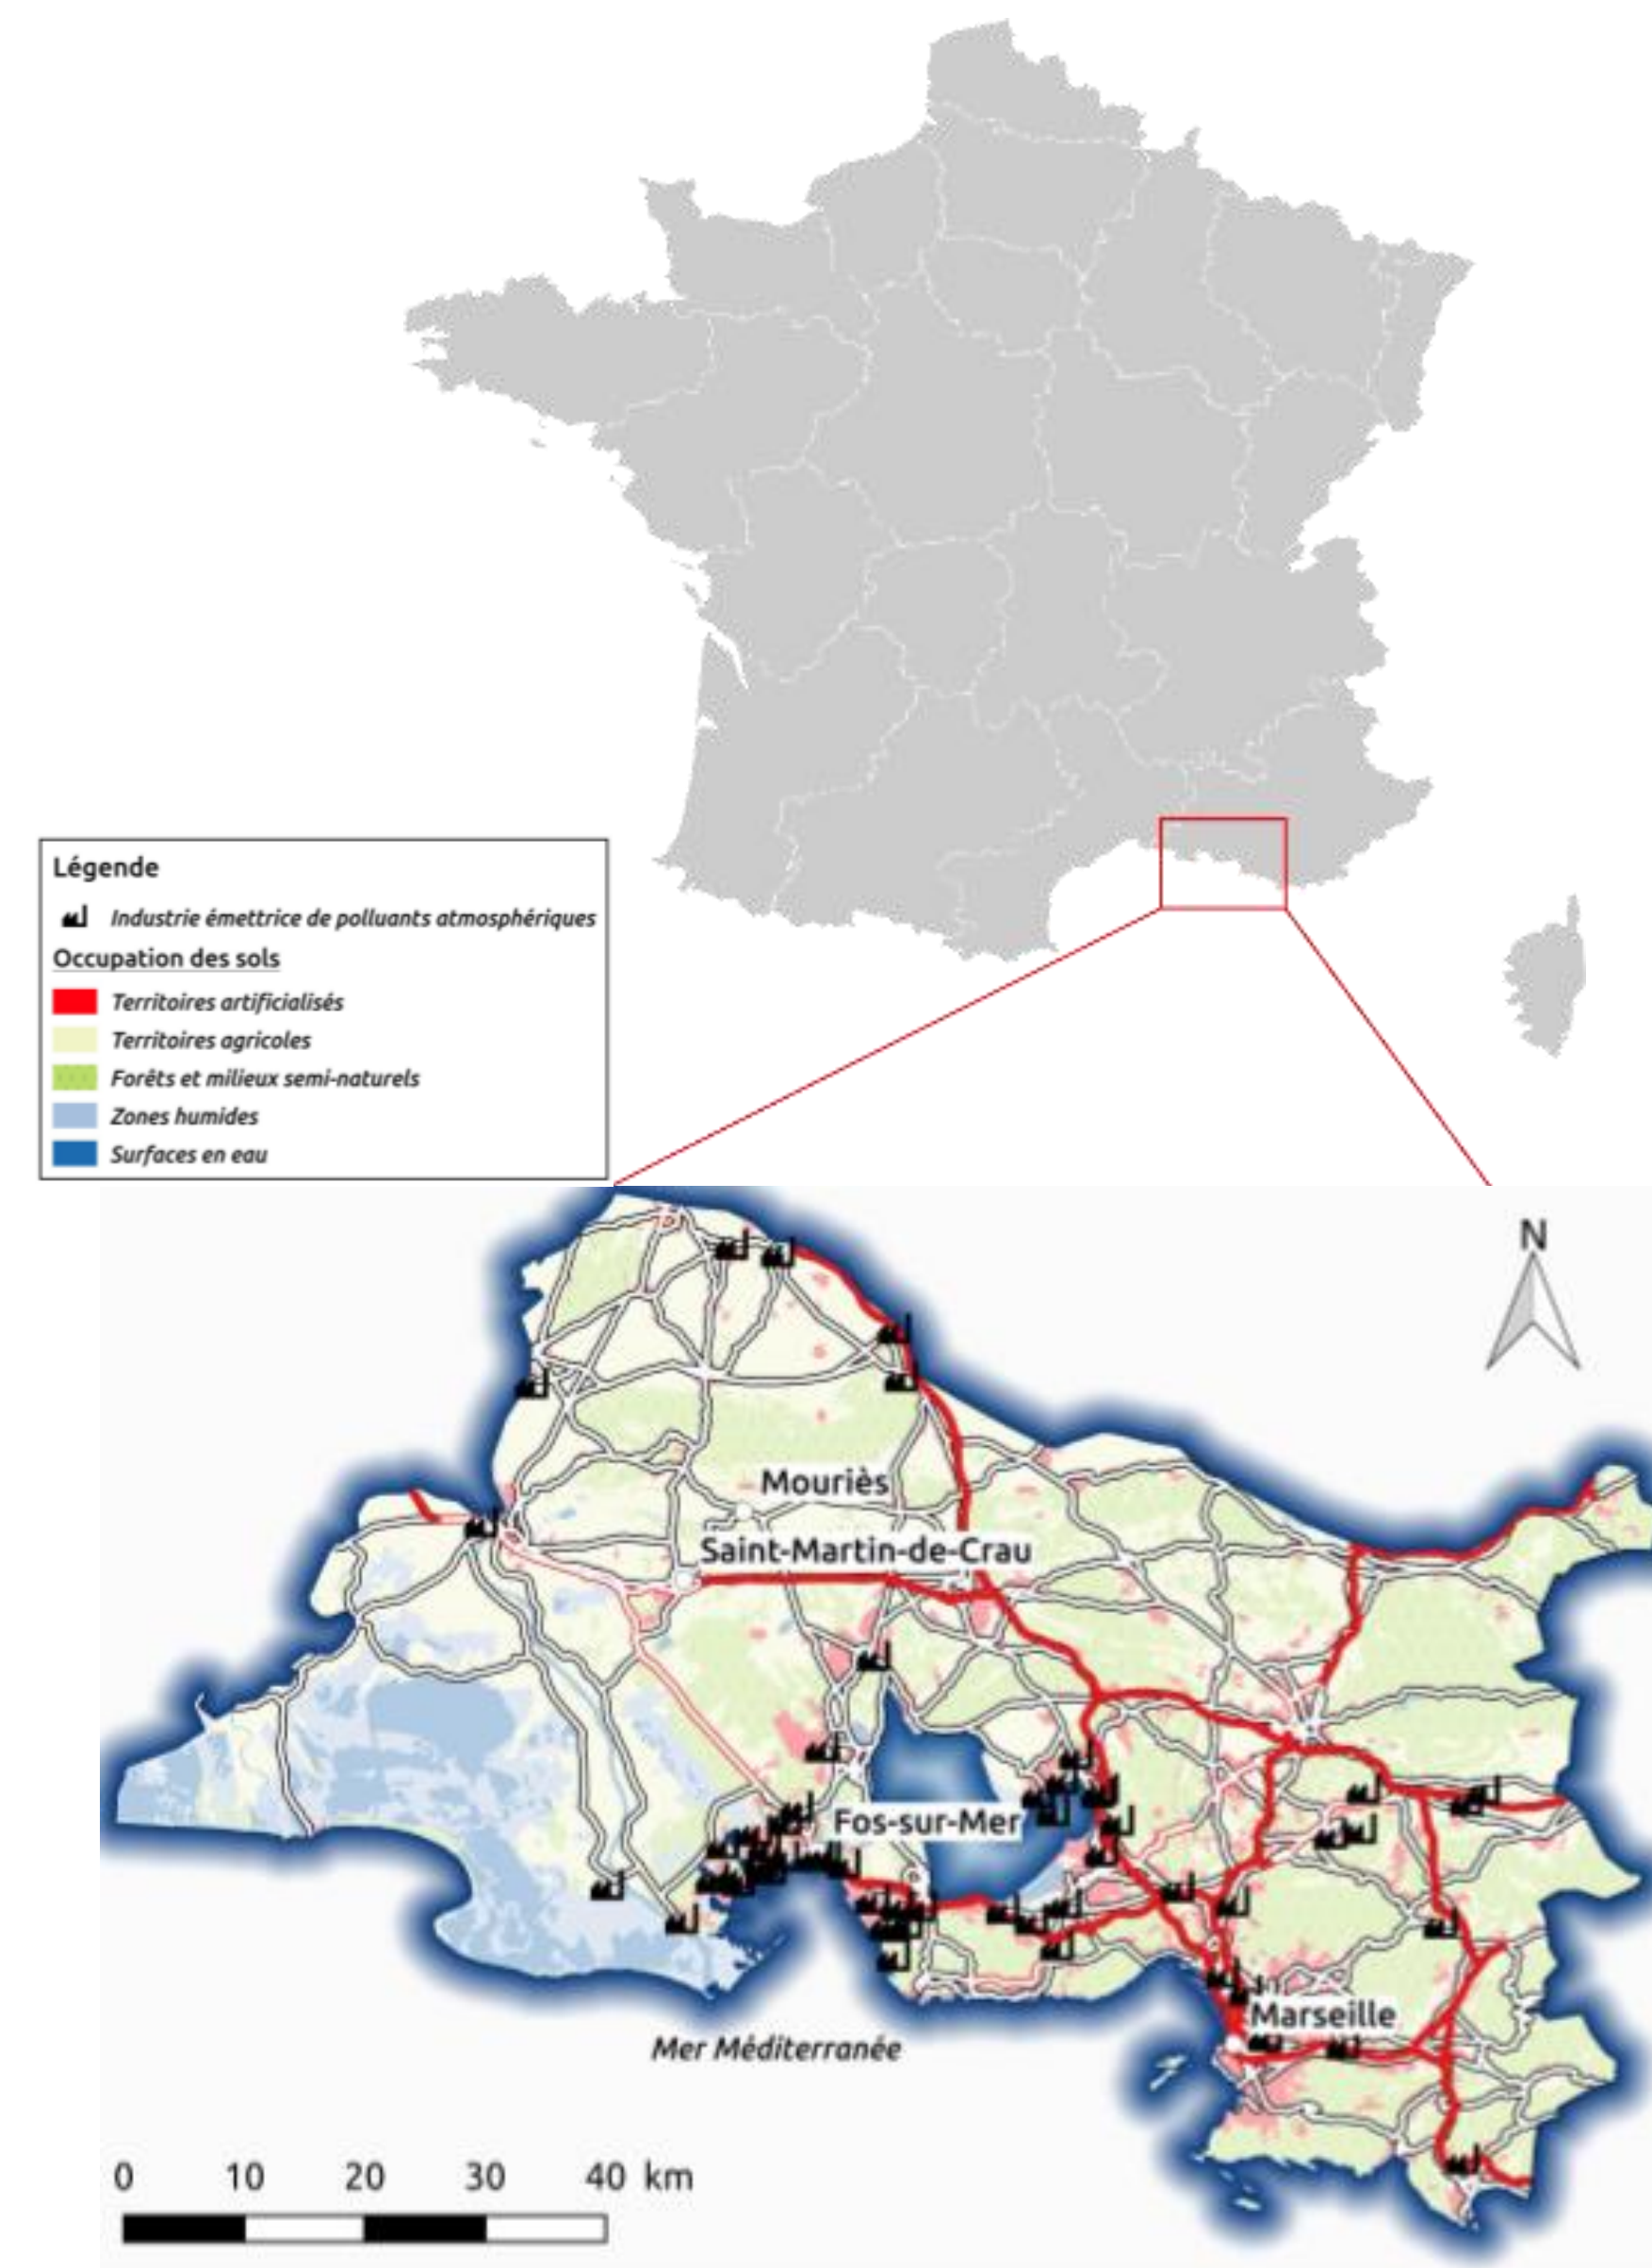 Légende
Industrie émettrice de polluants atmosphériques
Occupation des sols
Territoires artificialisés
Territoires agricoles
Forêts et milieux semi-naturels
Zones humides
Surfaces en eau
N
Mouriès
Saint-Martin-de-Crau
Fos-sur-Mer
Marseille
Mer Méditerranée
0 10 20 30 40 km